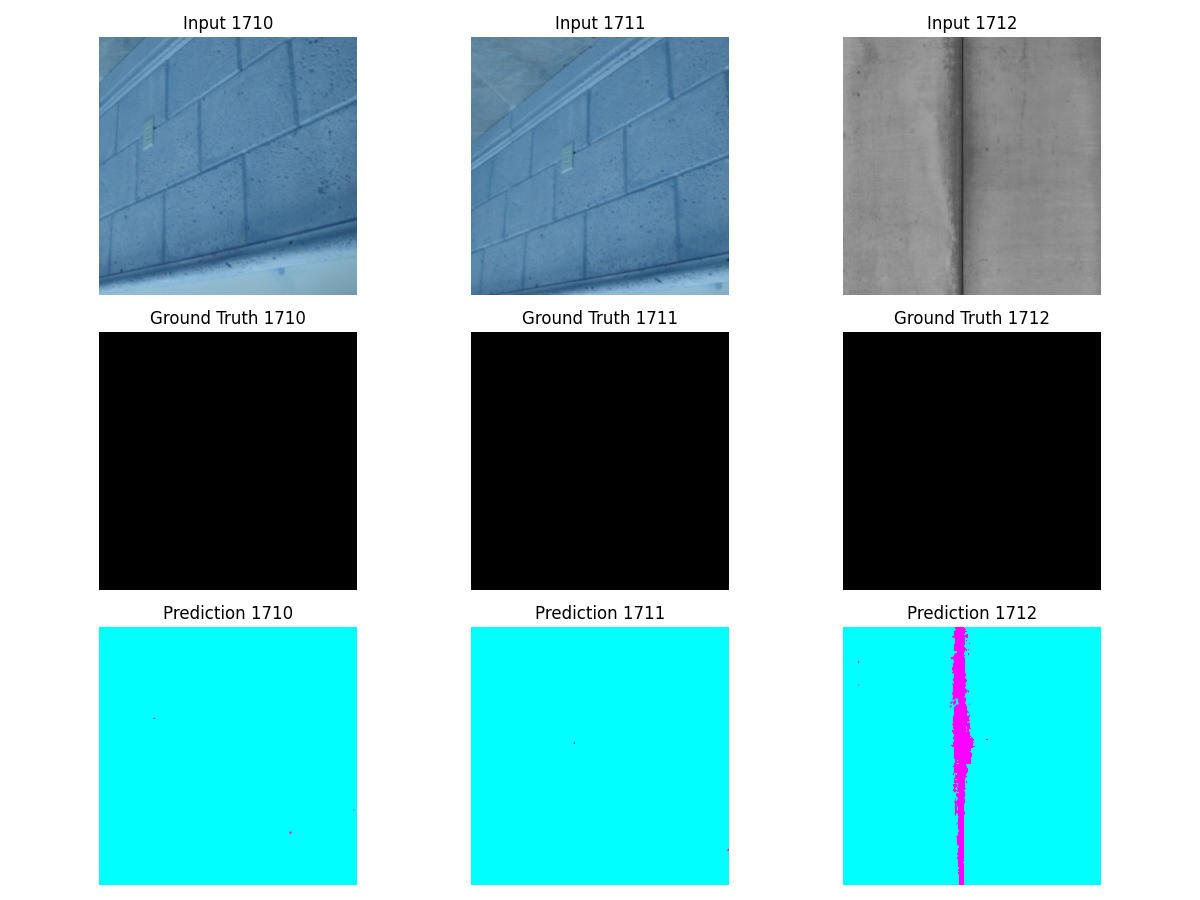 Input 1710
Input 1711
Input 1712
Ground Truth 1710
Ground Truth 1711
Ground Truth 1712
Prediction 1710
Prediction 1711
Prediction 1712